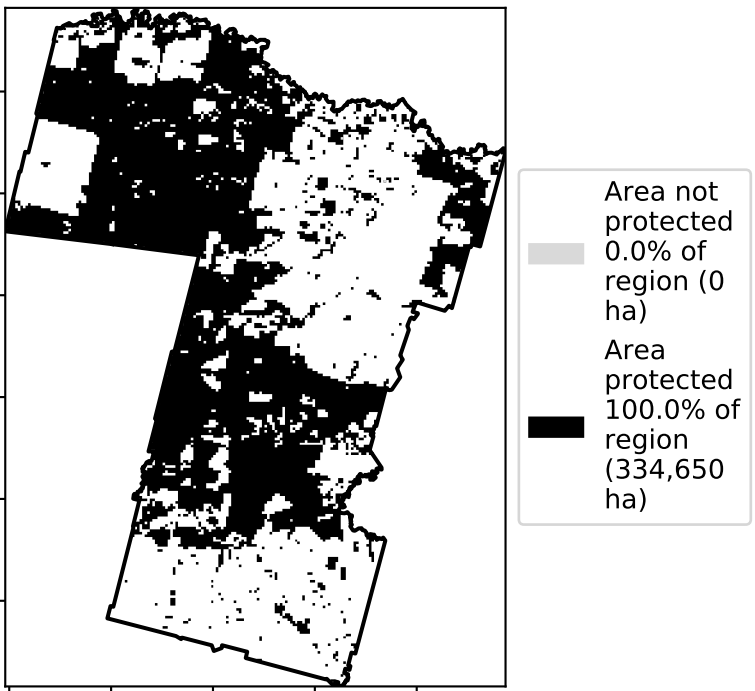 Area not
protected
0.0% of
region (0
ha)
Area
protected
100.0% of
region
(334,650
ha)